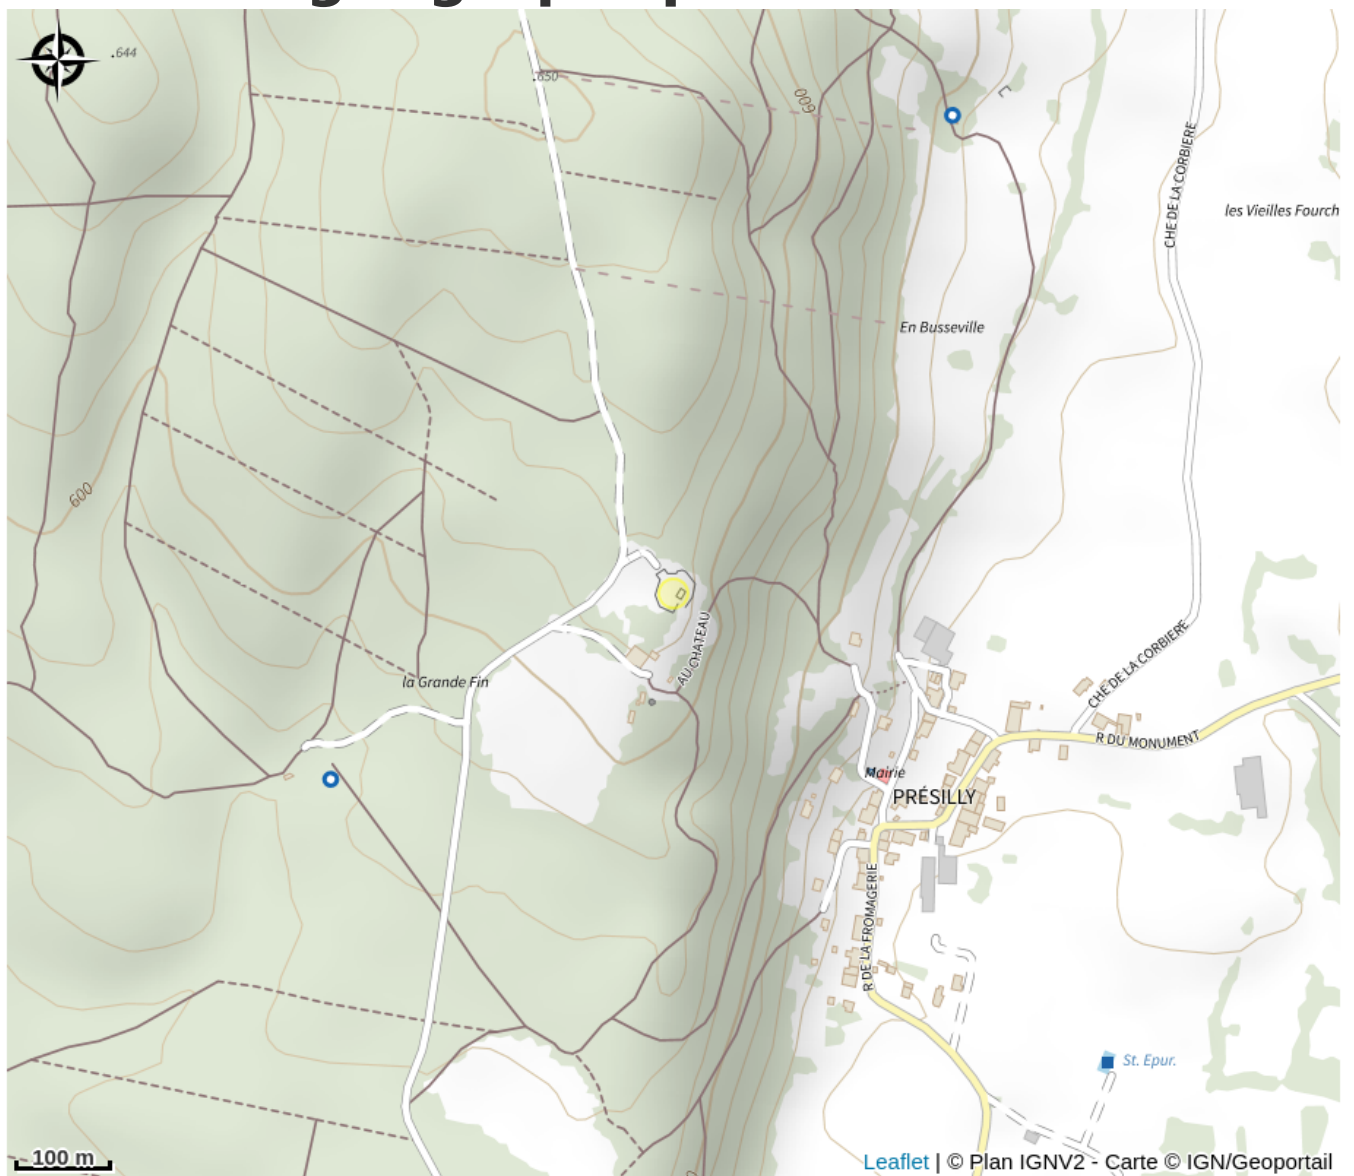 .644
.650
600
CHE DE LA CORBIERE
les Vieilles Fourch
En Busseville
600
AU CHATEAU
CHE DE LA CORBIERE
la Grande Fin
R DU MONUMENT
Mairie
PRÉSILLY
R DE LA FROMAGERIE
St. Epur.
100 m
Leaflet | © Plan IGNV2 - Carte © IGN/Geoportail